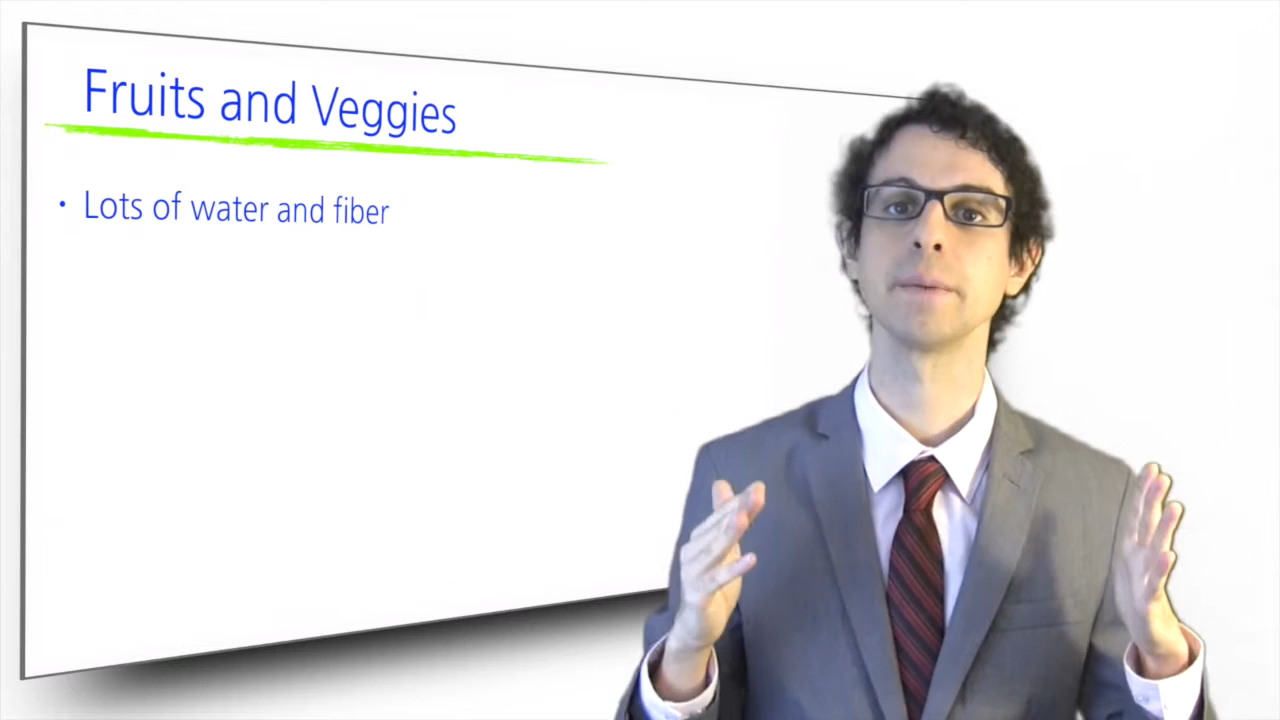 Fruits and Veggies
• Lots of water and fiber